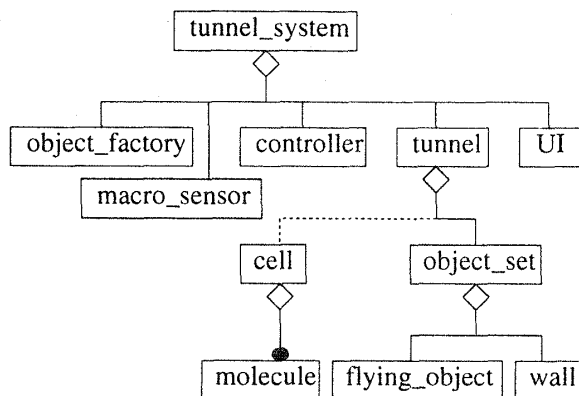 tunnel_system
object_factory
controller
tunnel
UI
macro_sensor
cell
object_set
molecule
flying_object
wall